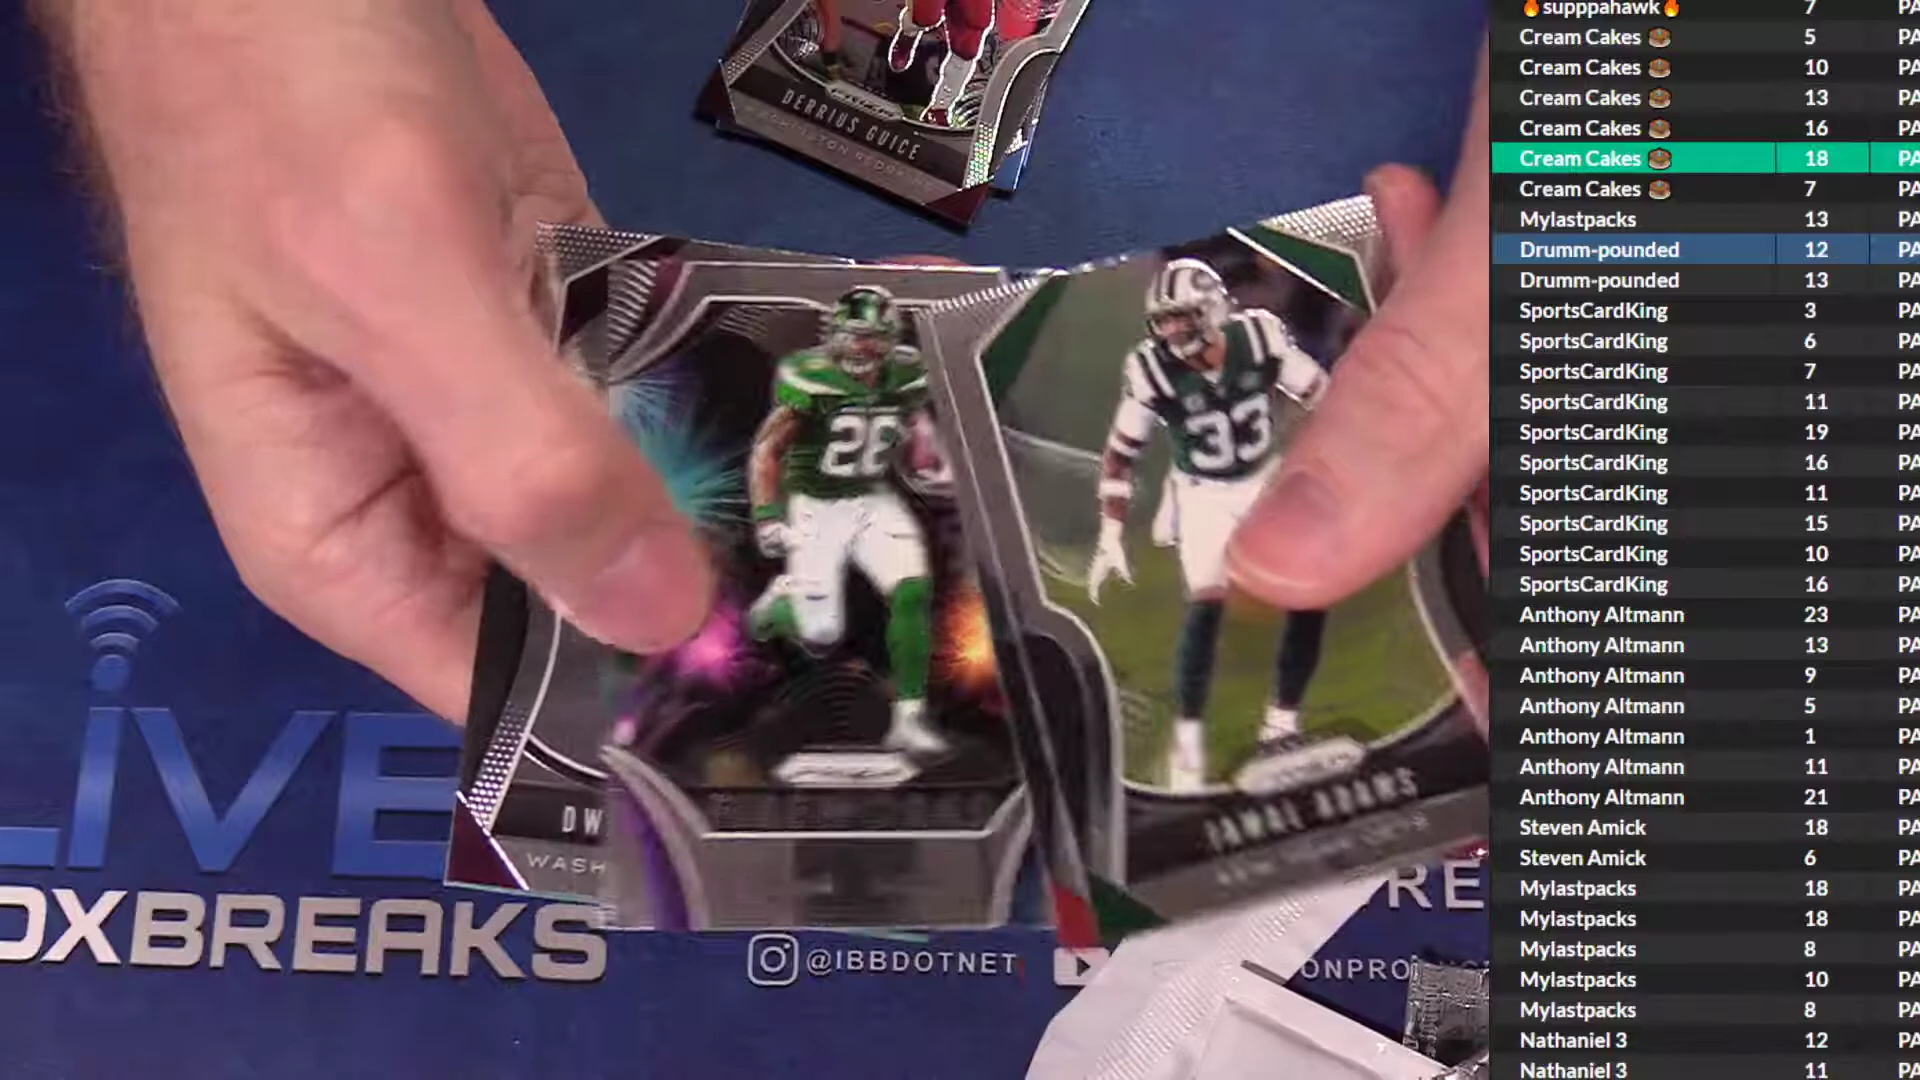 DERRIUS GUICE
28
33
JAMAL ADAMS
DW
WASH
LIVE
OXBREAKS
@IBBDOTNET
RE
ONPRO
🔥supppahawk🔥 7 PA
Cream Cakes 5 PA
Cream Cakes 10 PA
Cream Cakes 13 PA
Cream Cakes 16 PA
Cream Cakes 18 PA
Cream Cakes 7 PA
Mylastpacks 13 PA
Drumm-pounded 12 PA
Drumm-pounded 13 PA
SportsCardKing 3 PA
SportsCardKing 6 PA
SportsCardKing 7 PA
SportsCardKing 11 PA
SportsCardKing 19 PA
SportsCardKing 16 PA
SportsCardKing 11 PA
SportsCardKing 15 PA
SportsCardKing 10 PA
SportsCardKing 16 PA
Anthony Altmann 23 PA
Anthony Altmann 13 PA
Anthony Altmann 9 PA
Anthony Altmann 5 PA
Anthony Altmann 1 PA
Anthony Altmann 11 PA
Anthony Altmann 21 PA
Steven Amick 18 PA
Steven Amick 6 PA
Mylastpacks 18 PA
Mylastpacks 18 PA
Mylastpacks 8 PA
Mylastpacks 10 PA
Mylastpacks 8 PA
Nathaniel 3 12 PA
Nathaniel 3 11 PA